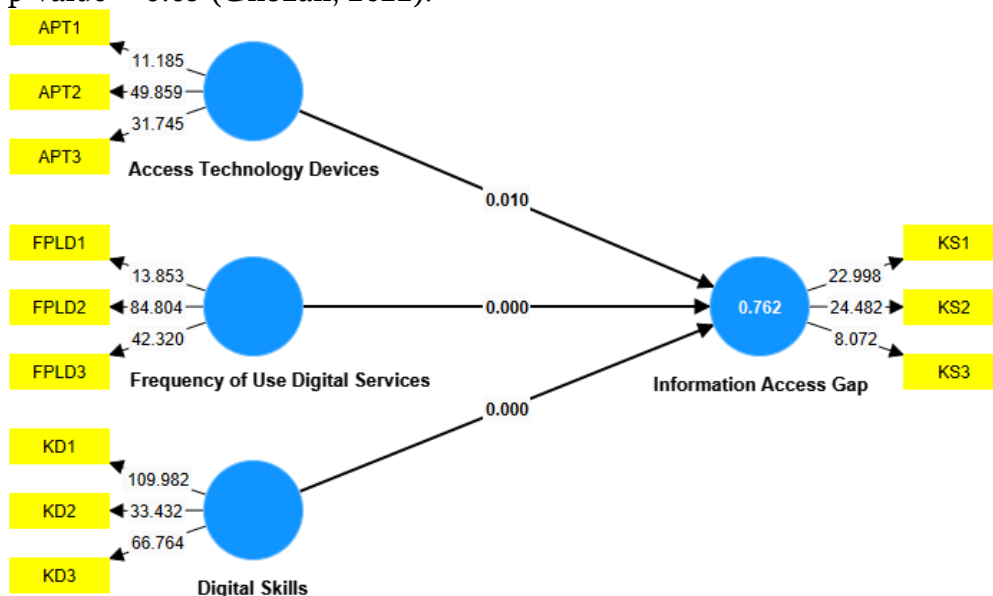 p value
APT1
11.185
APT2
49.859
31.745
APT3
Access Technology Devices
0.010
FPLD1
13.853
FPLD2
84.804
42.320
FPLD3
Frequency of Use Digital Services
0.000
KD1
109.982
KD2
33.432
66.764
KD3
Digital Skills
0.000
0.762
Information Access Gap
KS1
22.998
24.482
KS2
8.072
KS3